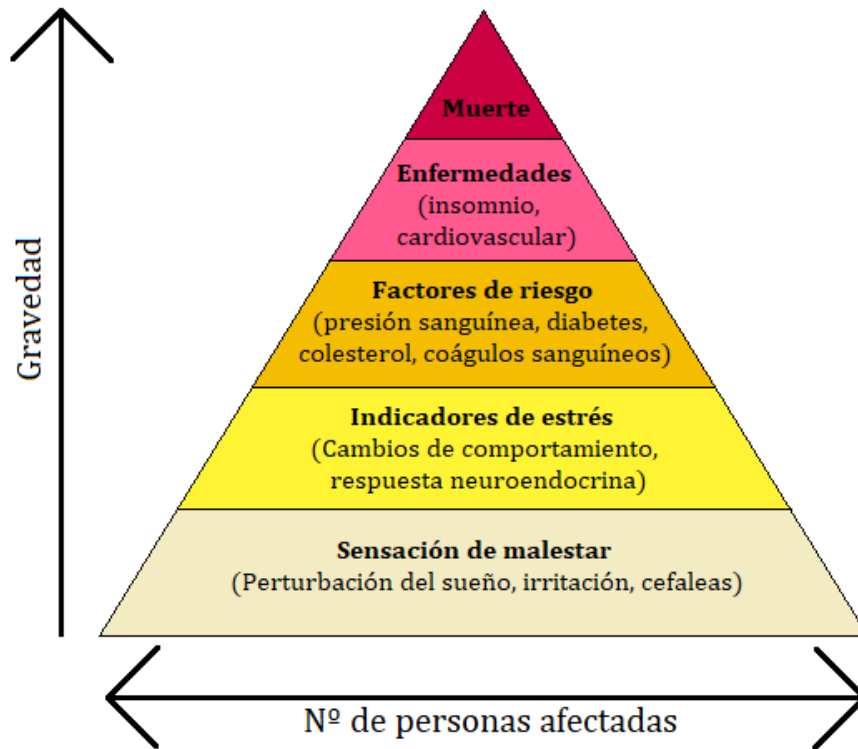 Muerte
Enfermedades
(insomnio,
cardiovascular)
Factores de riesgo
(presión sanguínea, diabetes,
colesterol, coágulos sanguíneos)
Indicadores de estrés
(Cambios de comportamiento,
respuesta neuroendocrina)
Sensación de malestar
(Perturbación del sueño, irritación, cefaleas)
Gravedad
Nº de personas afectadas